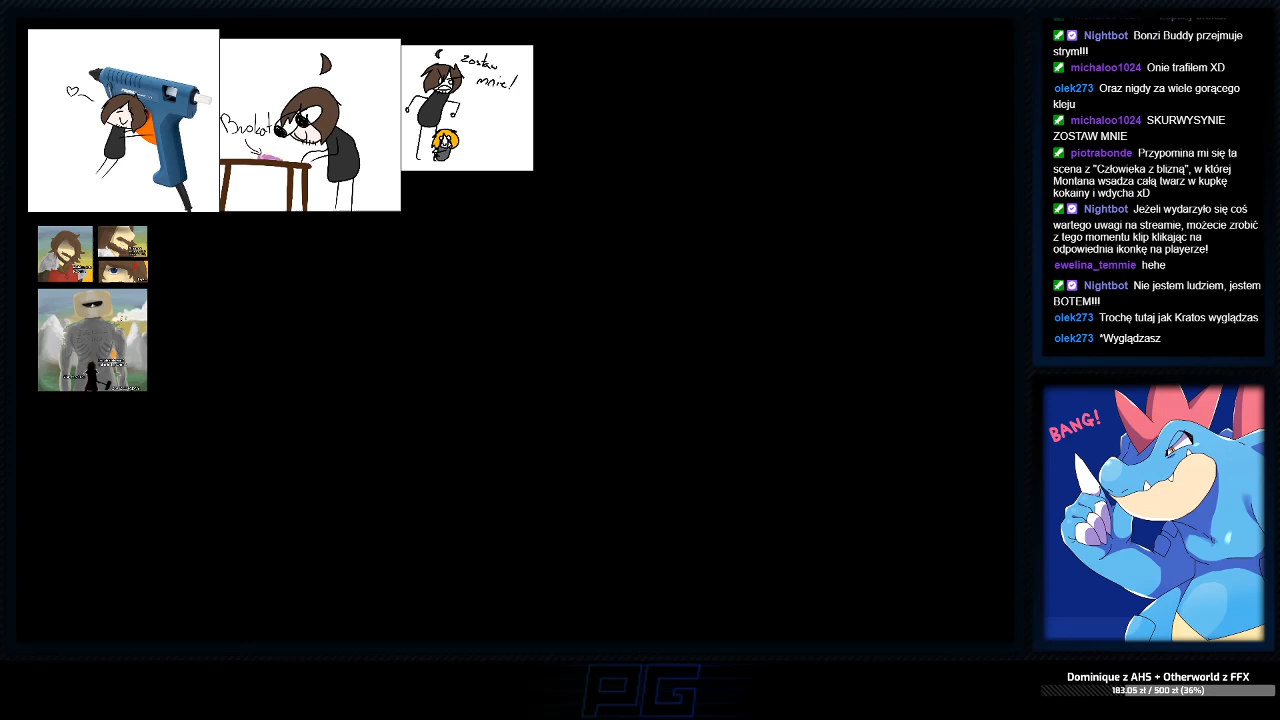 Brokat
zostaw
mnie!
Nightbot Bonzi Buddy przejmuje
strym!!!
michaloo1024 Onie trafilem XD
olek273 Oraz nigdy za wiele gorącego
kleju
michaloo1024 SKURWYSYNIE
ZOSTAW MNIE
piotrabonde Przypomina mi się ta
scena z "Człowieka z blizną", w której
Montana wsadza całą twarz w kupkę
kokainy i wdycha xD
Nightbot Jeżeli wydarzyło się coś
wartego uwagi na streamie, możecie zrobić
z tego momentu klip klikając na
odpowiednia ikonkę na playerze!
ewelina_temmie hehe
Nightbot Nie jestem ludziem, jestem
BOTEM!!!
olek273 Trochę tutaj jak Kratos wyglądzas
olek273 *Wyglądzasz
BANG!
PG
Dominique z AHS + Otherworld z FFX
183.05 zł / 500 zł (36%)